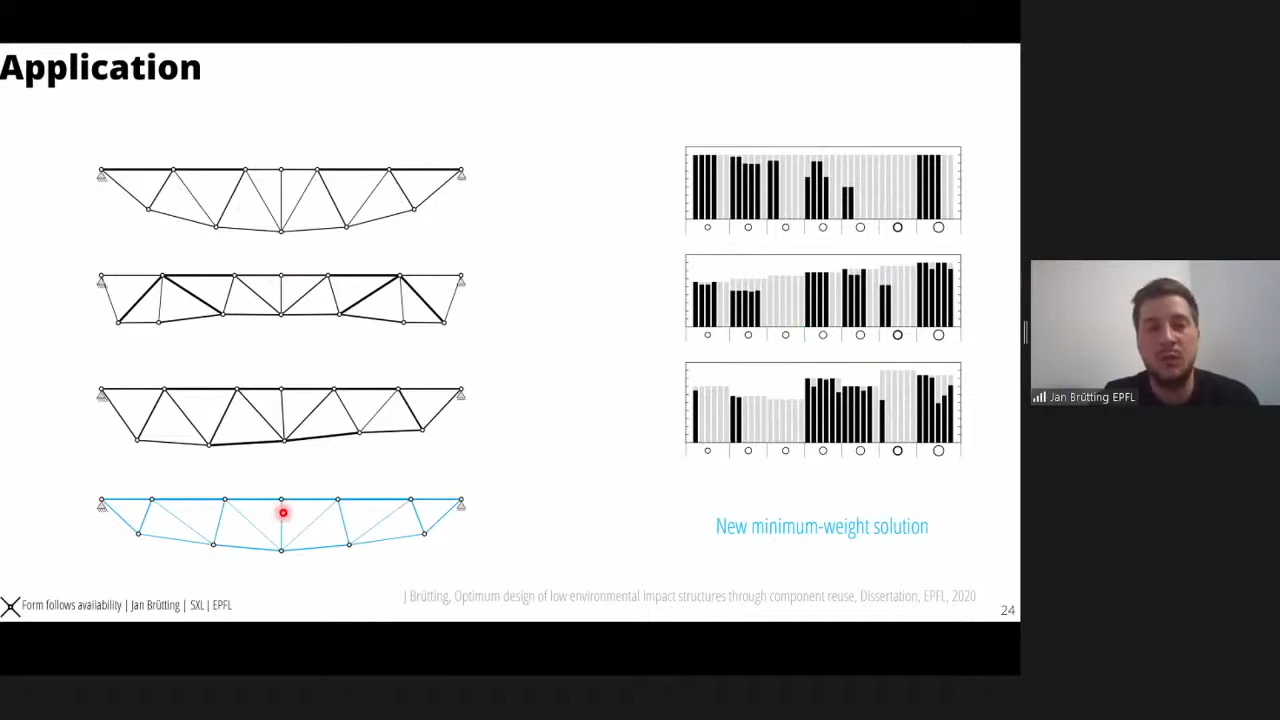 Application
New minimum-weight solution
J Brütting, Optimum design of low environmental impact structures through component reuse, Dissertation, EPFL, 2020
Form follows availability | Jan Brütting | SXL | EPFL
24
Jan Brütting EPFL